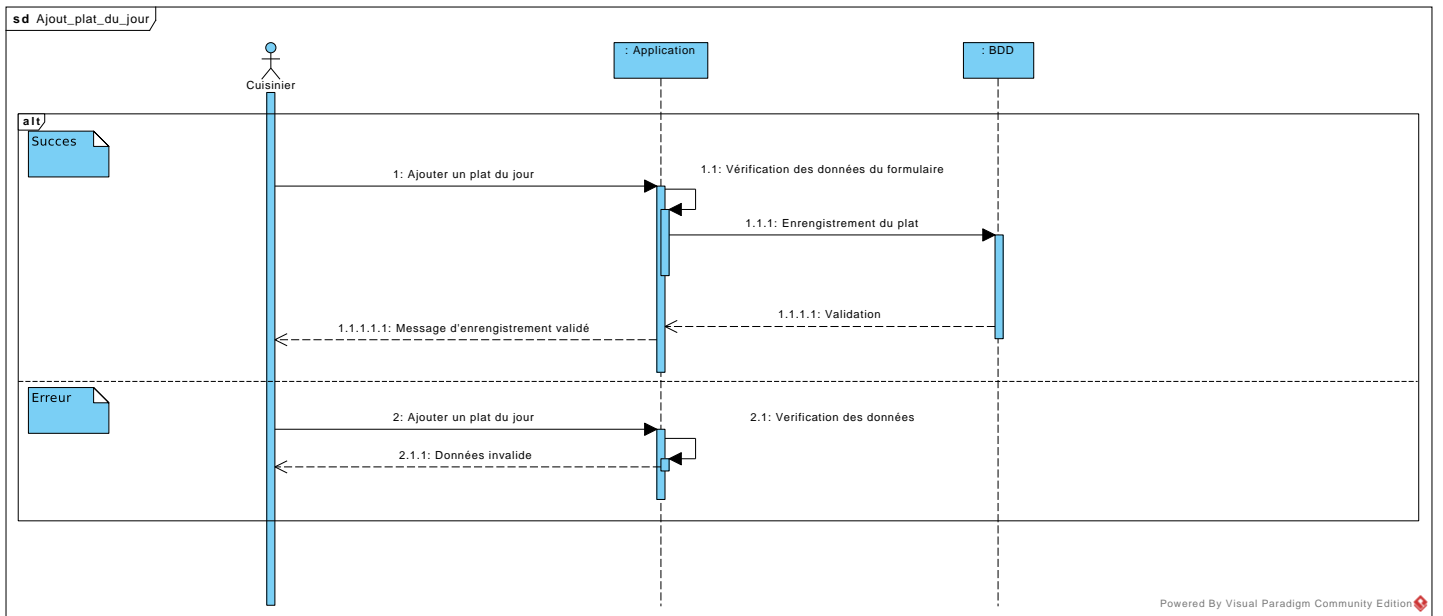 sd Ajout_plat_du_jour
Cuisinier
: Application
: BDD
alt
Succes
1: Ajouter un plat du jour
1.1: Vérification des données du formulaire
1.1.1: Enrengistrement du plat
1.1.1.1: Validation
1.1.1.1.1: Message d'enrengistrement validé
Erreur
2: Ajouter un plat du jour
2.1: Verification des données
2.1.1: Données invalide
Powered By Visual Paradigm Community Edition